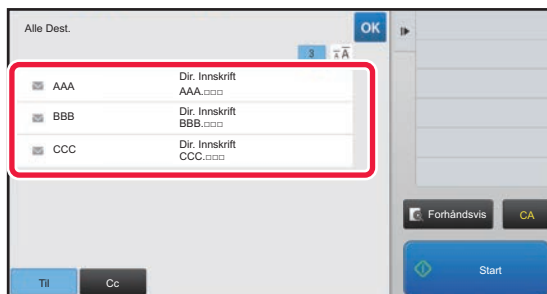 Alle Dest.
OK
3
AAA
Dir. Innskrift
AAA.□□□
BBB
Dir. Innskrift
BBB.□□□
CCC
Dir. Innskrift
CCC.□□□
Forhåndsvis
CA
Start
Til
Cc